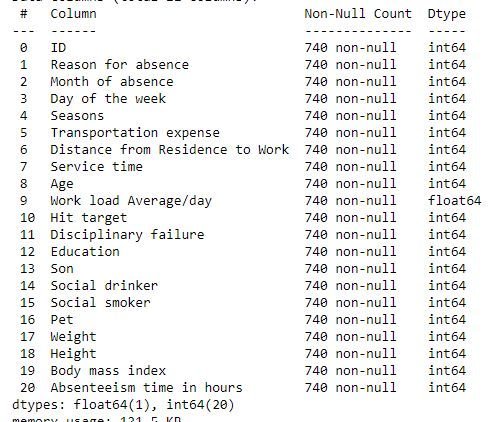 #   Column                           Non-Null Count  Dtype
---  ------                           --------------  -----
 0   ID                               740 non-null    int64
 1   Reason for absence               740 non-null    int64
 2   Month of absence                 740 non-null    int64
 3   Day of the week                  740 non-null    int64
 4   Seasons                          740 non-null    int64
 5   Transportation expense           740 non-null    int64
 6   Distance from Residence to Work  740 non-null    int64
 7   Service time                     740 non-null    int64
 8   Age                              740 non-null    int64
 9   Work load Average/day            740 non-null    float64
 10  Hit target                       740 non-null    int64
 11  Disciplinary failure             740 non-null    int64
 12  Education                        740 non-null    int64
 13  Son                              740 non-null    int64
 14  Social drinker                   740 non-null    int64
 15  Social smoker                    740 non-null    int64
 16  Pet                              740 non-null    int64
 17  Weight                           740 non-null    int64
 18  Height                           740 non-null    int64
 19  Body mass index                  740 non-null    int64
 20  Absenteeism time in hours        740 non-null    int64
dtypes: float64(1), int64(20)
memory usage: 121.5 KB